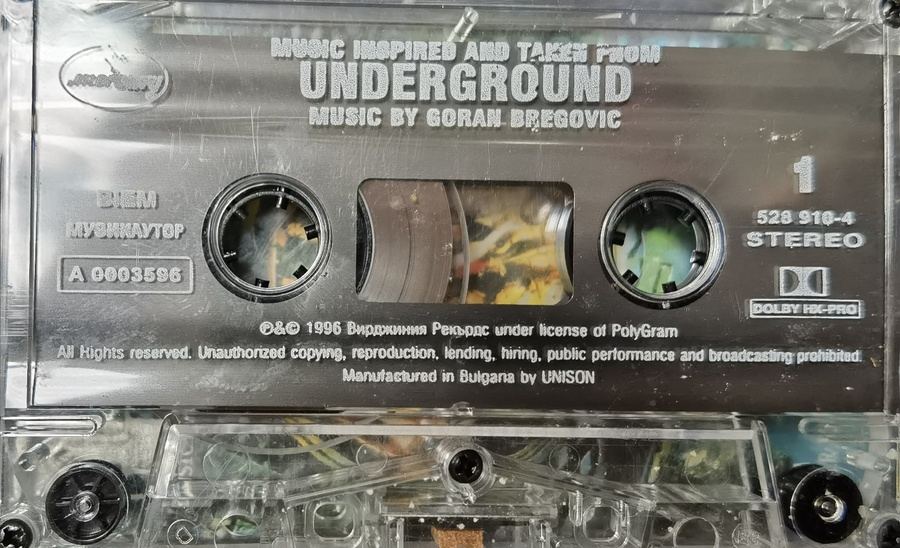 MUSIC INSPIRED AND TAKEN FROM
UNDERGROUND
MUSIC BY GORAN BREGOVIC
mercury
BIEM
МУЗИКАУТОР
A 0003596
1
528 910-4
STEREO
DOLBY HX-PRO
℗&© 1996 Вирджиния Рекърдс under license of PolyGram
All Rights reserved. Unauthorized copying, reproduction, lending, hiring, public performance and broadcasting prohibited.
Manufactured in Bulgaria by UNISON